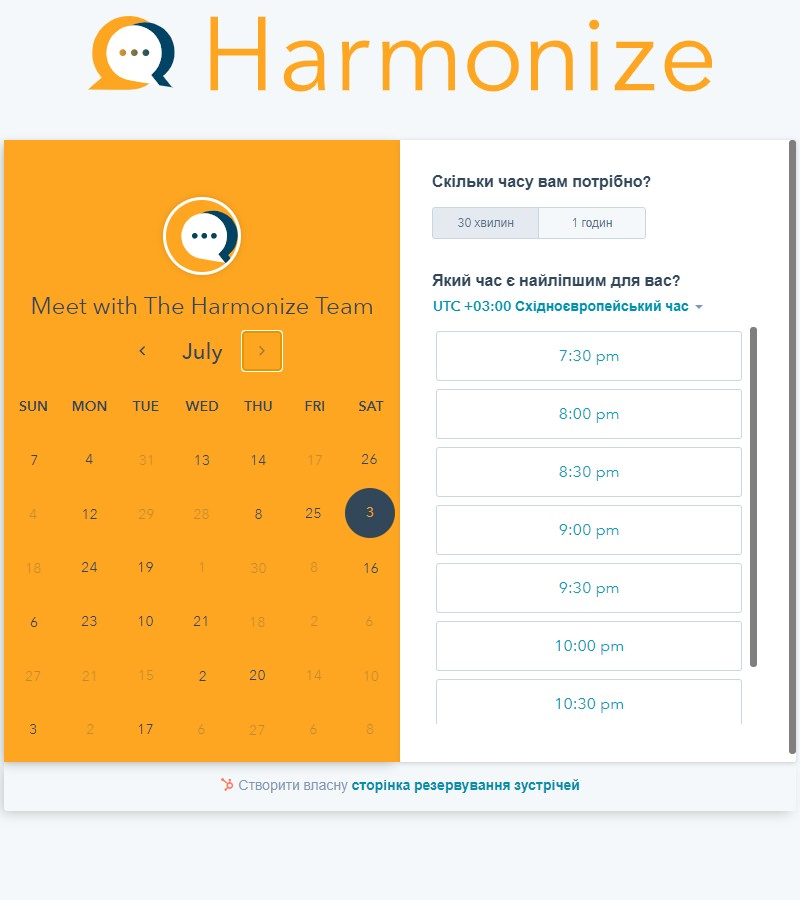 Harmonize
Meet with The Harmonize Team
July
SUN MON TUE WED THU FRI SAT
7 4 31 13 14 17 26
4 12 29 28 8 25 3
18 24 19 1 30 8 16
6 23 10 21 18 2 6
27 21 15 2 20 14 10
3 2 17 6 27 6 8
Скільки часу вам потрібно?
30 хвилин 1 годин
Який час є найліпшим для вас?
UTC +03:00 Східноєвропейський час
7:30 pm
8:00 pm
8:30 pm
9:00 pm
9:30 pm
10:00 pm
10:30 pm
Створити власну сторінка резервування зустрічей